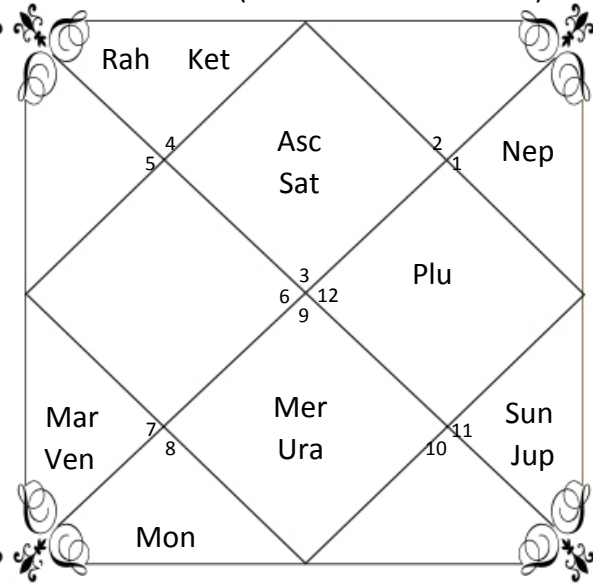 Rah Ket
4 2
Asc
5 1
Nep
Sat
3
Plu
6 12
9
Mer
Sun
Mar
7 11
Ura
Jup
8 10
Ven
Mon